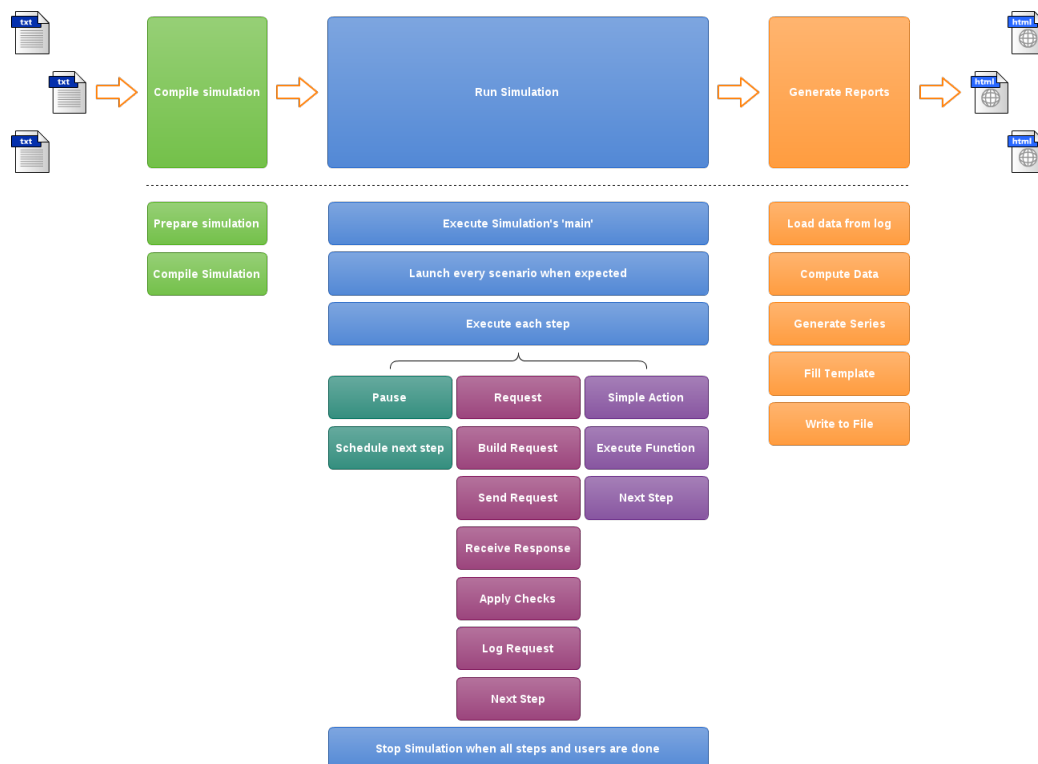 txt
txt
txt
Compile simulation
Run Simulation
Generate Reports
html
html
html
Prepare simulation
Compile Simulation
Execute Simulation's 'main'
Launch every scenario when expected
Execute each step
Pause
Schedule next step
Request
Build Request
Send Request
Receive Response
Apply Checks
Log Request
Next Step
Simple Action
Execute Function
Next Step
Stop Simulation when all steps and users are done
Load data from log
Compute Data
Generate Series
Fill Template
Write to File